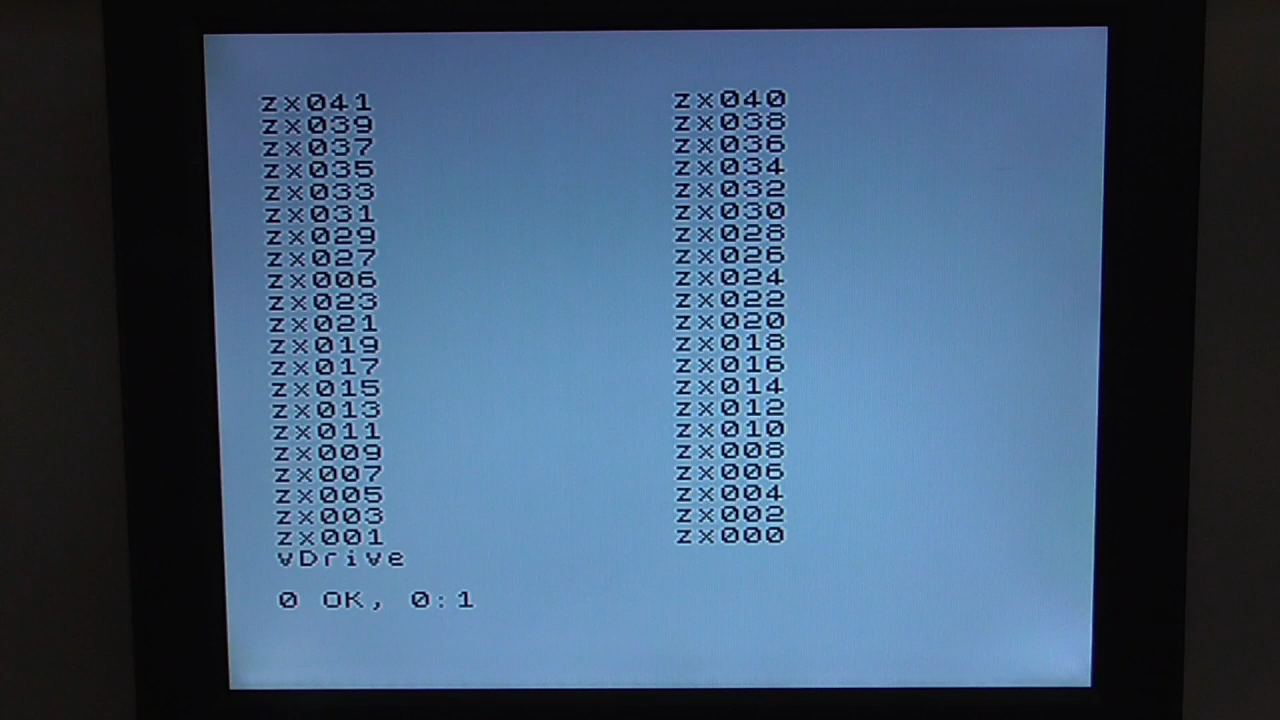 zx041 zx040
zx039 zx038
zx037 zx036
zx035 zx034
zx033 zx032
zx031 zx030
zx029 zx028
zx027 zx026
zx006 zx024
zx023 zx022
zx021 zx020
zx019 zx018
zx017 zx016
zx015 zx014
zx013 zx012
zx011 zx010
zx009 zx008
zx007 zx006
zx005 zx004
zx003 zx002
zx001 zx000
vDrive
0 OK, 0:1